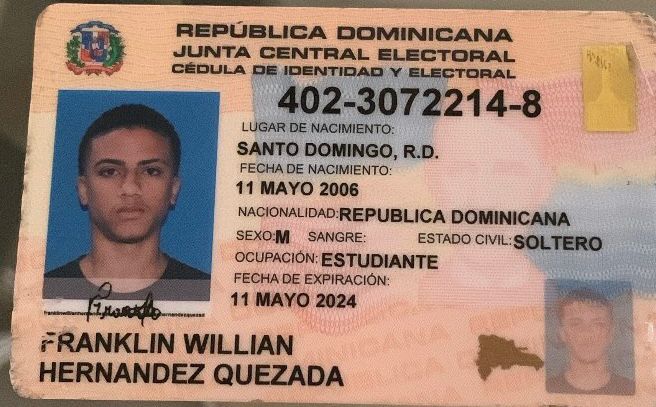 REPÚBLICA DOMINICANA
JUNTA CENTRAL ELECTORAL
CÉDULA DE IDENTIDAD Y ELECTORAL
402-3072214-8
LUGAR DE NACIMIENTO:
SANTO DOMINGO, R.D.
FECHA DE NACIMIENTO:
11 MAYO 2006
NACIONALIDAD:REPUBLICA DOMINICANA
SEXO:M SANGRE: ESTADO CIVIL:SOLTERO
OCUPACIÓN:ESTUDIANTE
FECHA DE EXPIRACIÓN:
11 MAYO 2024
FRANKLIN WILLIAN
HERNANDEZ QUEZADA